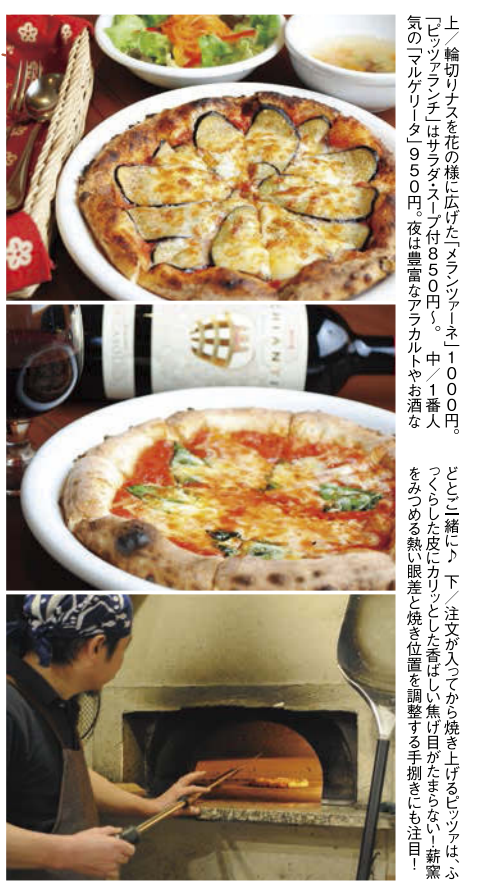 上／輪切りナスを花の様に広げた「メランツァーネ」1000円。
「ピッツァランチ」はサラダ・スープ付850円～。 中／1番人
気の「マルゲリータ」950円。夜は豊富なアラカルトやお酒な
どとご一緒に♪ 下／注文が入ってから焼き上げるピッツァは、ふ
っくらした皮にカリッとした香ばしい焦げ目がたまらない！薪窯
をみつめる熱い眼差と焼き位置を調整する手捌きにも注目！
CHIANTI